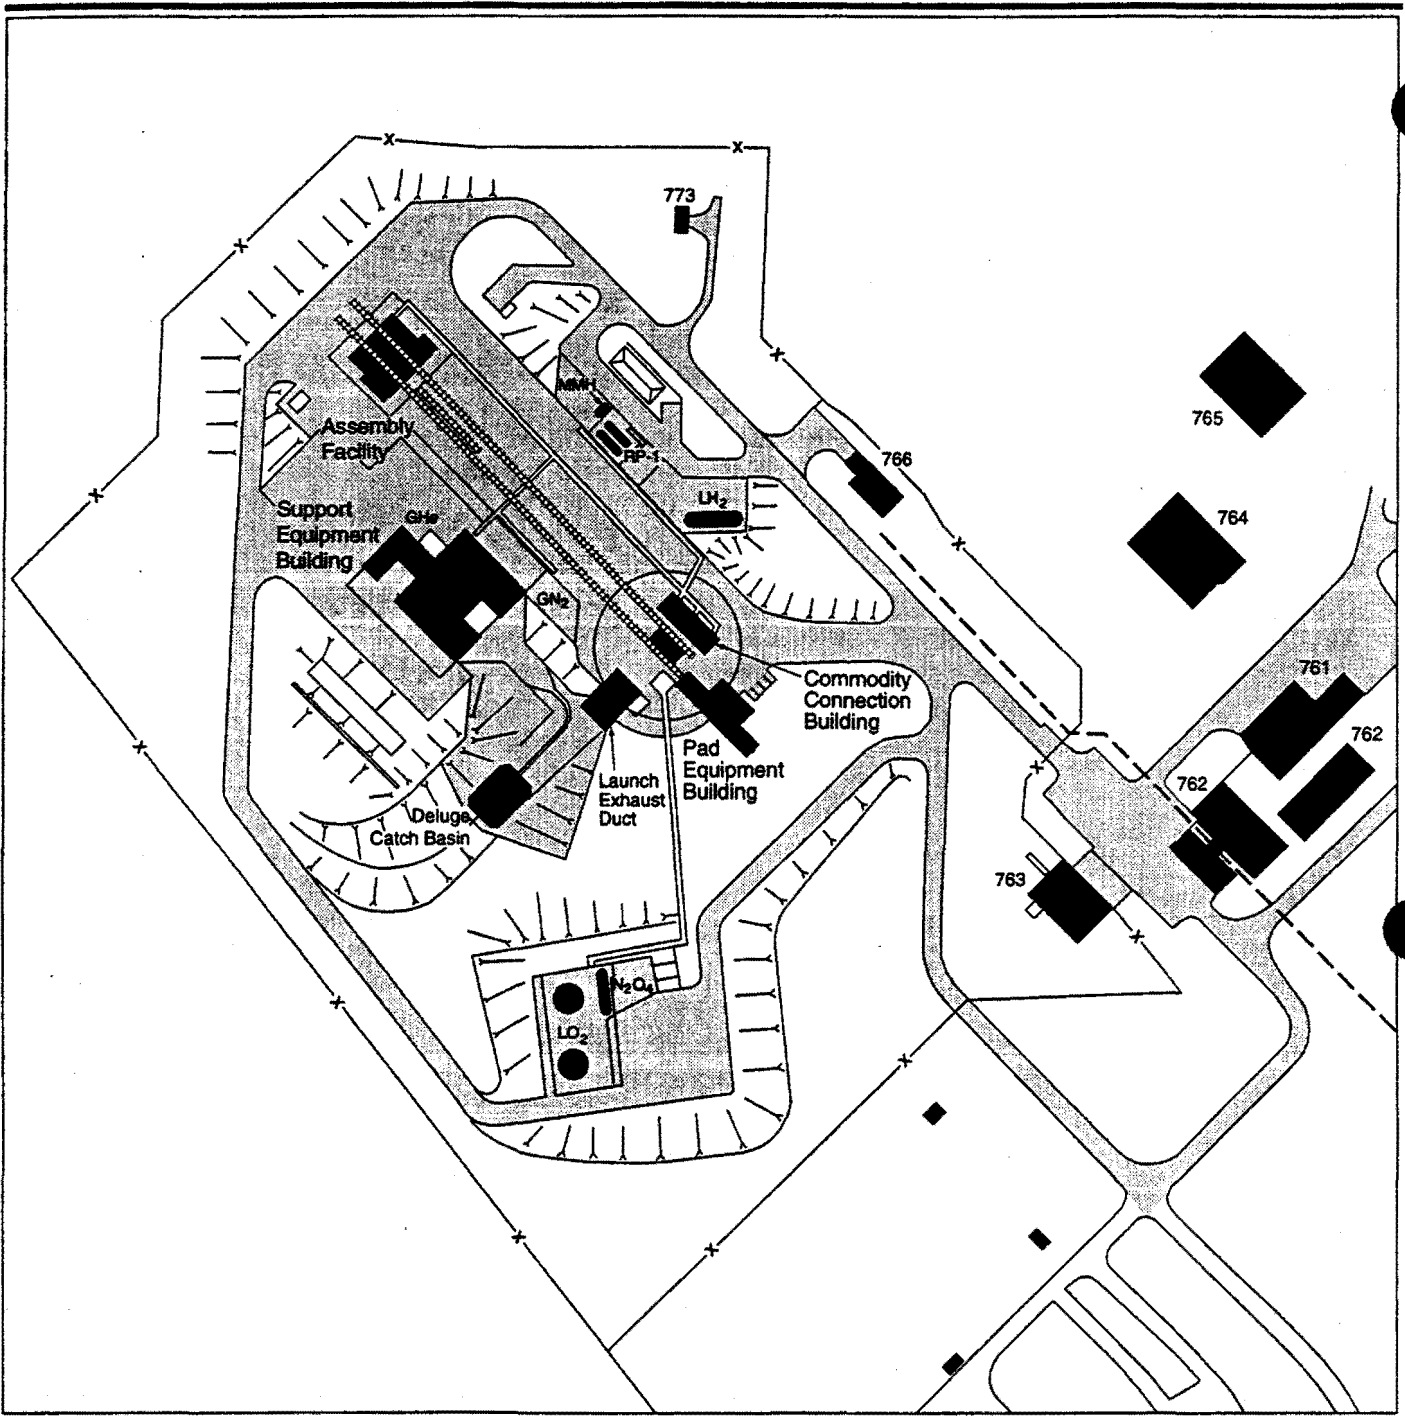 773
MMH
RP-1
LH2
766
765
764
Assembly
Facility
Support
Equipment
Building
GHe
GN2
Commodity
Connection
Building
761
762
762
763
Pad
Equipment
Building
Launch
Exhaust
Duct
Deluge
Catch Basin
N2O4
LO2